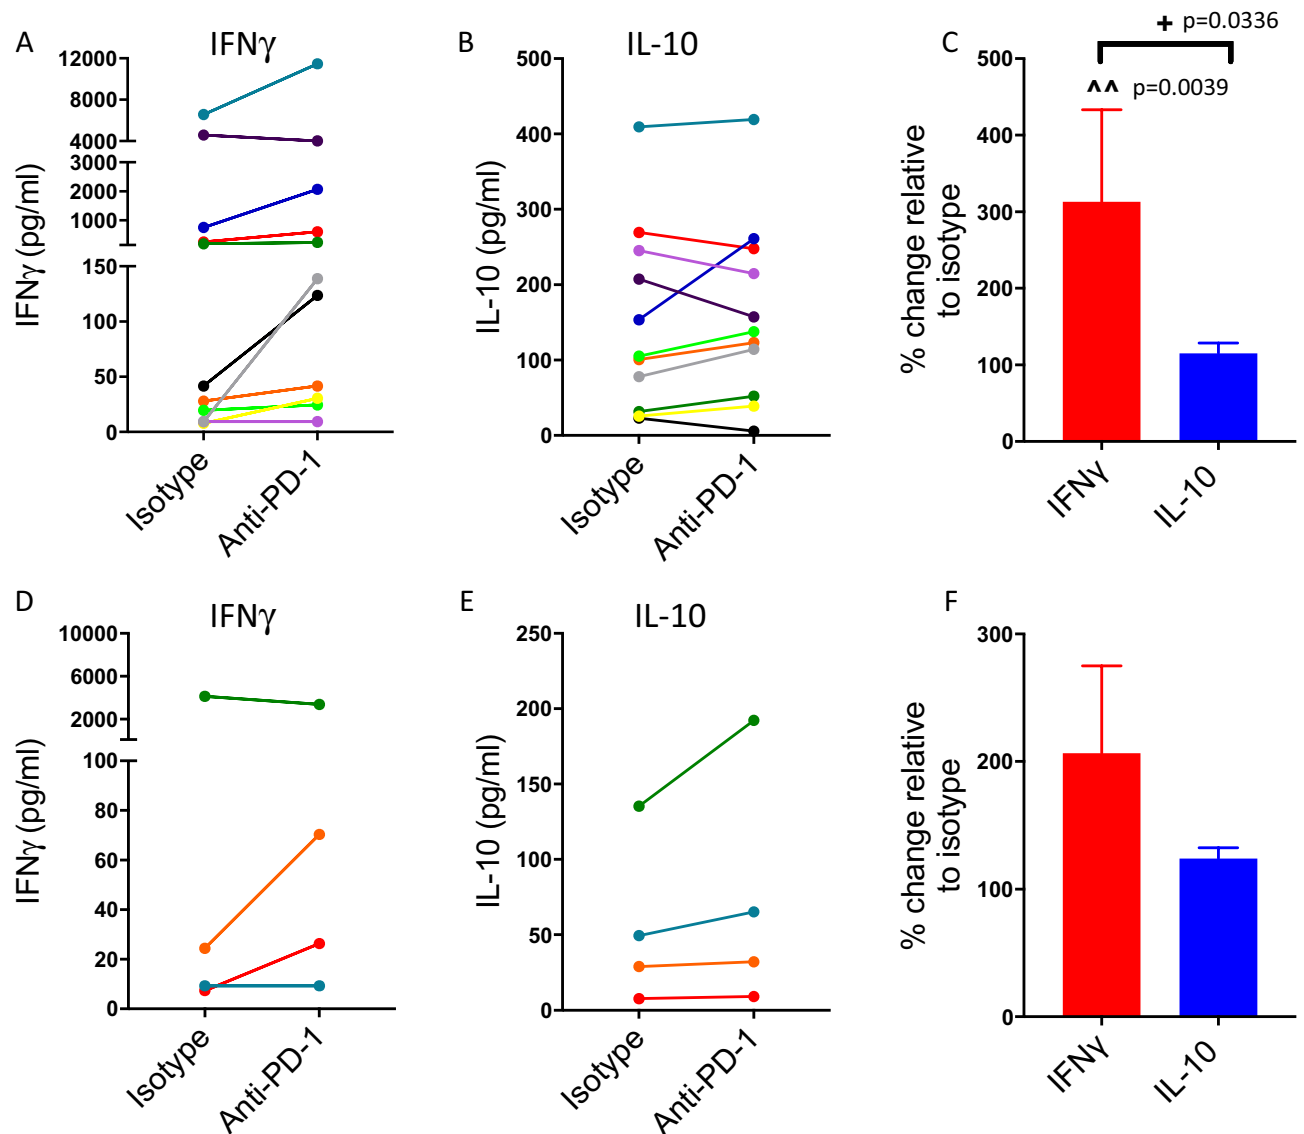 A
IFNγ
IFNγ (pg/ml)
12000
8000
4000
3000
2000
1000
150
100
50
0
Isotype
Anti-PD-1
B
IL-10
IL-10 (pg/ml)
500
400
300
200
100
0
Isotype
Anti-PD-1
C
+ p=0.0336
^^ p=0.0039
% change relative
to isotype
500
400
300
200
100
0
IFNγ
IL-10
D
IFNγ
IFNγ (pg/ml)
10000
6000
2000
100
80
60
40
20
0
Isotype
Anti-PD-1
E
IL-10
IL-10 (pg/ml)
250
200
150
100
50
0
Isotype
Anti-PD-1
F
% change relative
to isotype
300
200
100
0
IFNγ
IL-10